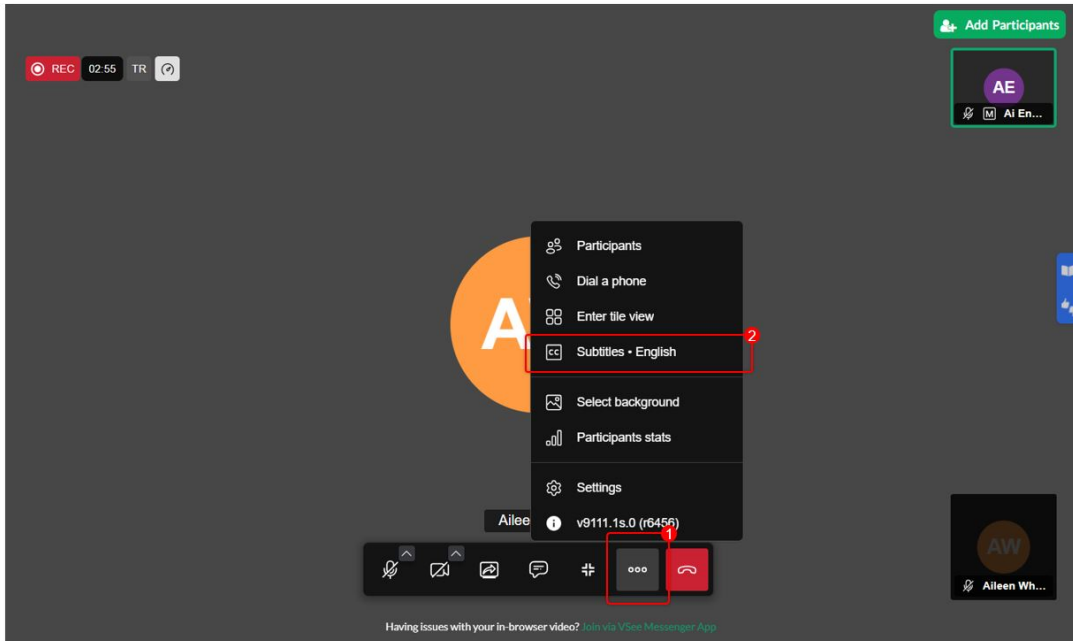 Add Participants
REC 02:55 TR
AE
M Ai En...
Participants
Dial a phone
Enter tile view
2
CC Subtitles • English
Select background
Participants stats
Settings
Ailee
v9111.1s.0 (r6456)
1
AW
Aileen Wh...
Having issues with your in-browser video? Join via VSee Messenger App